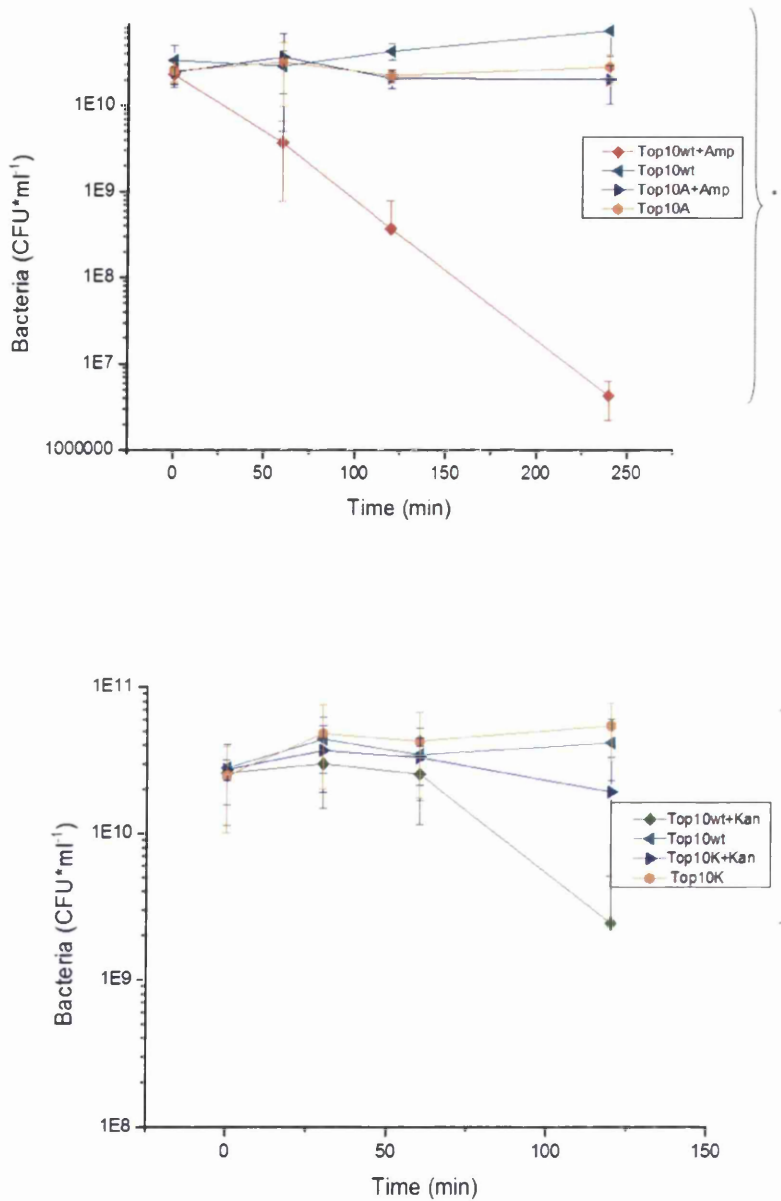 1E10
1E9
1E8
1E7
1000000
Bacteria (CFU*ml⁻¹)
0 50 100 150 200 250
Time (min)
Top10wt+Amp
Top10wt
Top10A+Amp
Top10A
*
1E11
1E10
1E9
1E8
Bacteria (CFU*ml⁻¹)
0 50 100 150
Time (min)
Top10wt+Kan
Top10wt
Top10K+Kan
Top10K